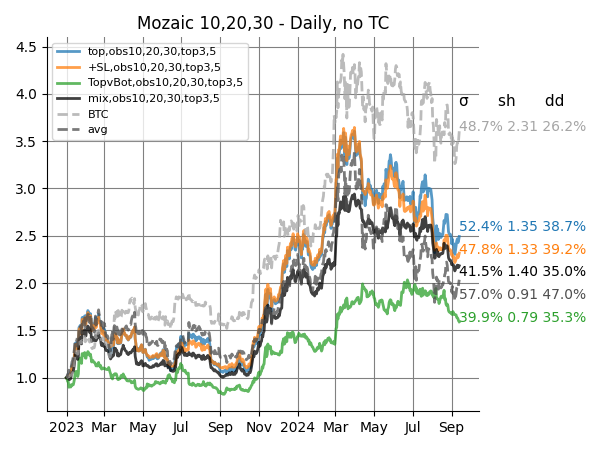 Mozaic 10,20,30 - Daily, no TC
top,obs10,20,30,top3,5
+SL,obs10,20,30,top3,5
TopvBot,obs10,20,30,top3,5
mix,obs10,20,30,top3,5
BTC
avg
σ sh dd
48.7% 2.31 26.2%
52.4% 1.35 38.7%
47.8% 1.33 39.2%
41.5% 1.40 35.0%
57.0% 0.91 47.0%
39.9% 0.79 35.3%
4.5
4.0
3.5
3.0
2.5
2.0
1.5
1.0
2023 Mar May Jul Sep Nov 2024 Mar May Jul Sep